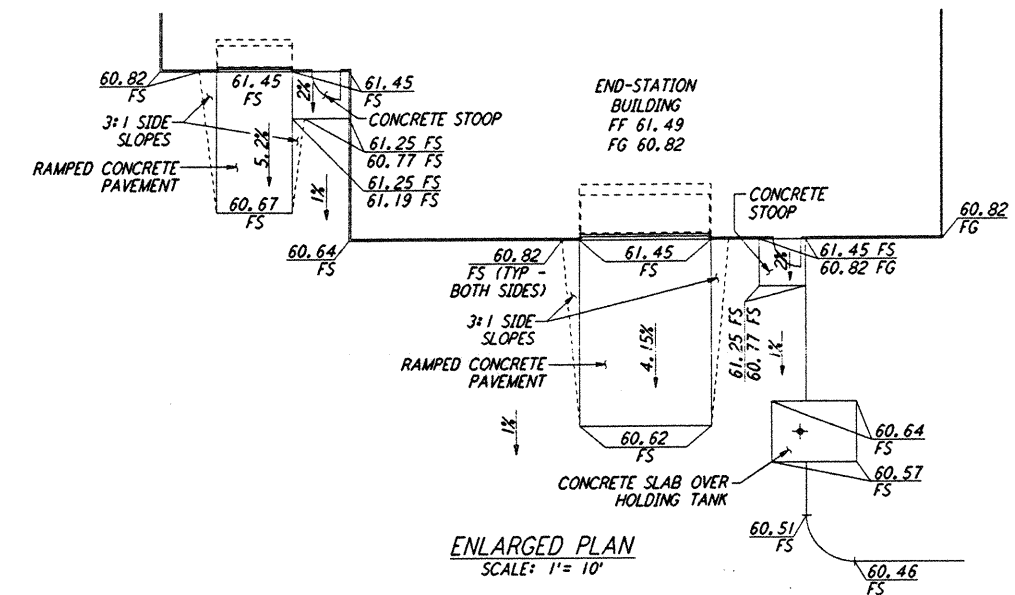 60.82
FS
61.45
FS
2%
61.45
FS
CONCRETE STOOP
3:1 SIDE
SLOPES
5.2%
61.25 FS
60.77 FS
RAMPED CONCRETE
PAVEMENT
1%
61.25 FS
61.19 FS
60.67
FS
60.64
FS
END-STATION
BUILDING
FF 61.49
FG 60.82
CONCRETE
STOOP
60.82
FG
60.82
FS (TYP -
BOTH SIDES)
61.45
FS
2%
61.45 FS
60.82 FG
3:1 SIDE
SLOPES
61.25 FS
60.77 FS
1%
RAMPED CONCRETE
PAVEMENT
4.15%
1%
60.62
FS
60.64
FS
60.57
FS
CONCRETE SLAB OVER
HOLDING TANK
60.51
FS
60.46
FS
ENLARGED PLAN
SCALE: 1'= 10'